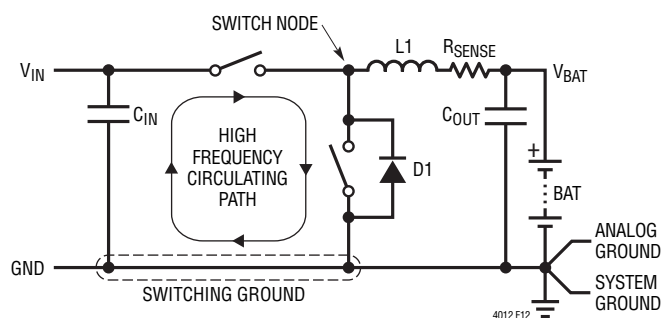 SWITCH NODE
L1
RSENSE
VIN
VBAT
CIN
COUT
HIGH
FREQUENCY
CIRCULATING
PATH
D1
+
BAT
ANALOG
GROUND
GND
SYSTEM
GROUND
SWITCHING GROUND
4012 F12